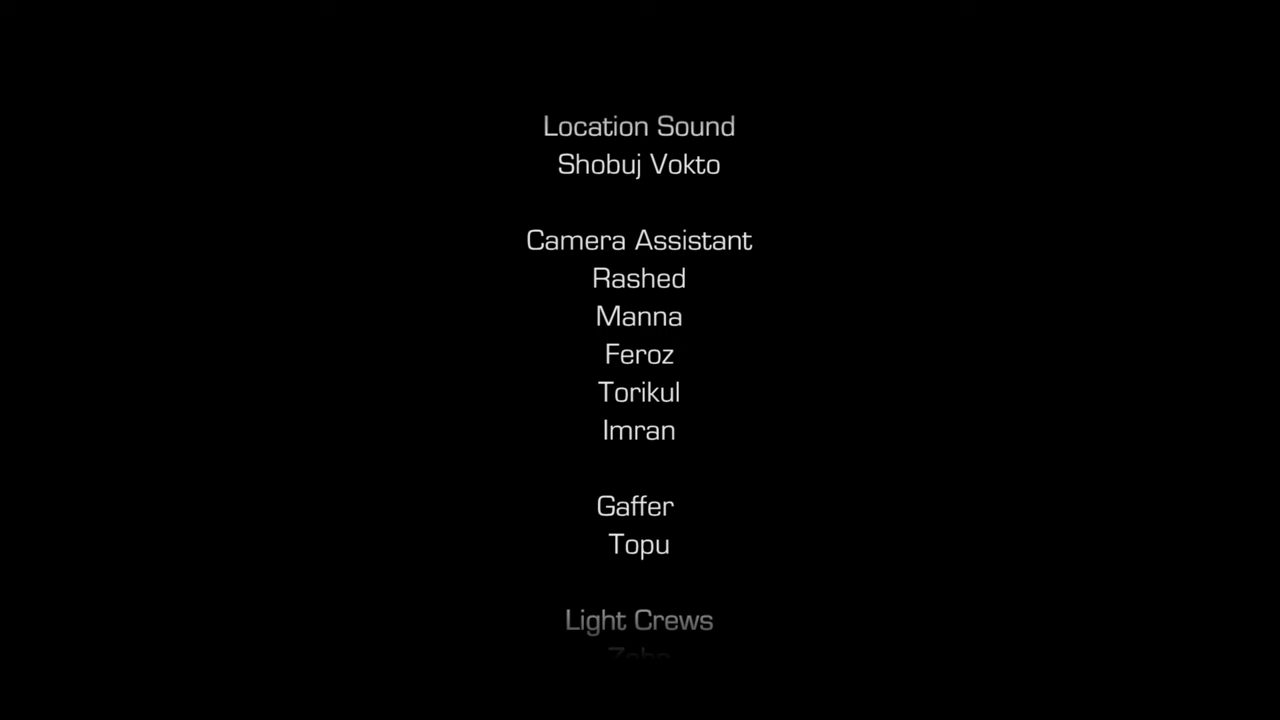 Location Sound
Shobuj Vokto
Camera Assistant
Rashed
Manna
Feroz
Torikul
Imran
Gaffer
Topu
Light Crews